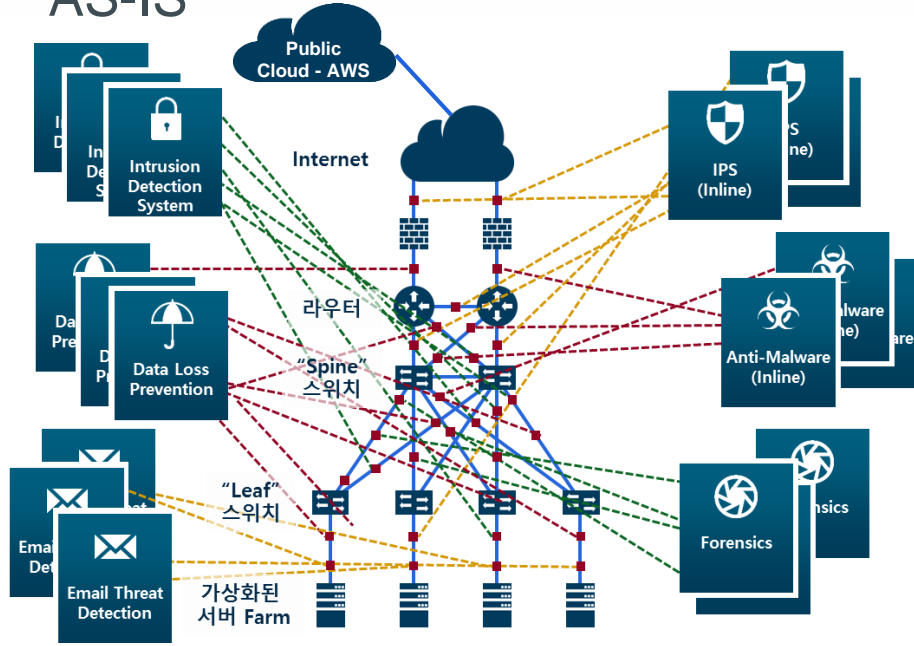 AS-IS
Public
Cloud - AWS
Internet
Intrusion
Detection
System
IPS
(Inline)
라우터
Data Loss
Prevention
"Spine"
스위치
Anti-Malware
(Inline)
"Leaf"
스위치
Forensics
Email Threat
Detection
가상화된
서버 Farm